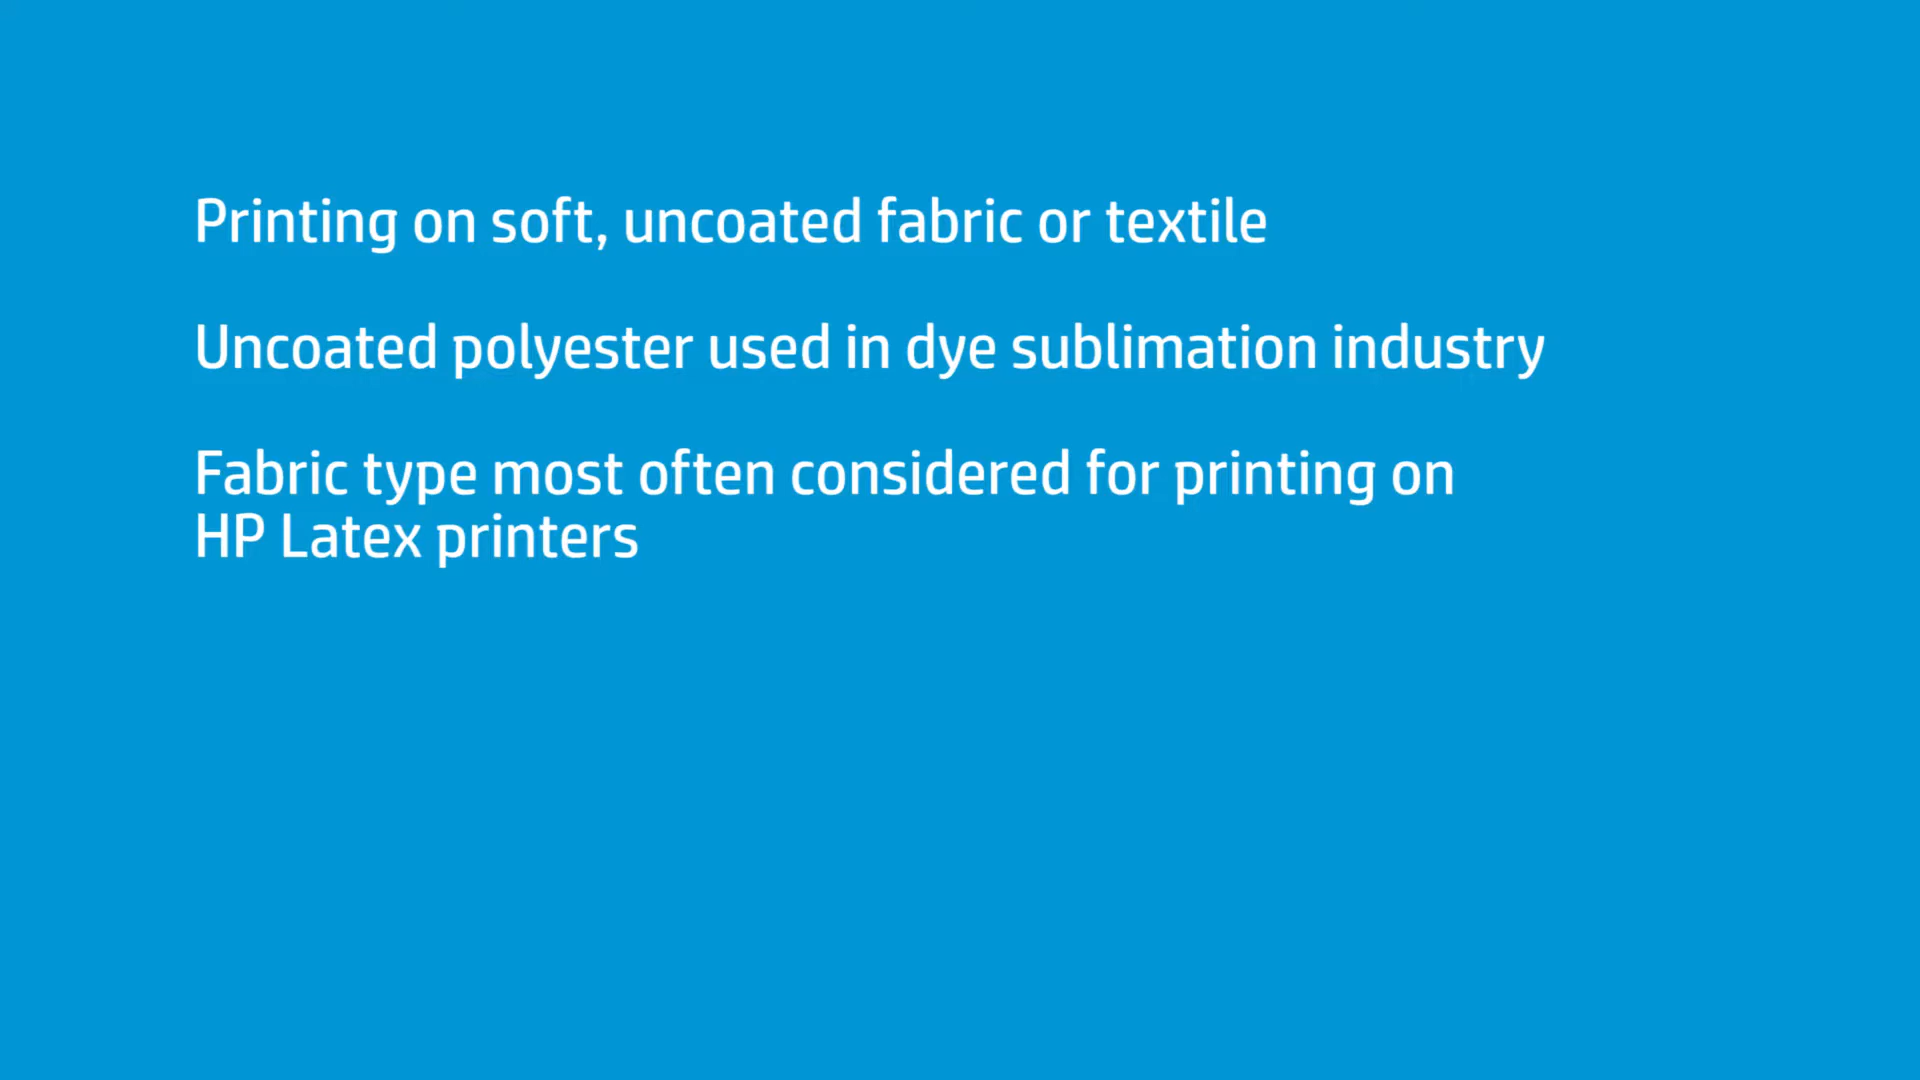 Printing on soft, uncoated fabric or textile
Uncoated polyester used in dye sublimation industry
Fabric type most often considered for printing on
HP Latex printers